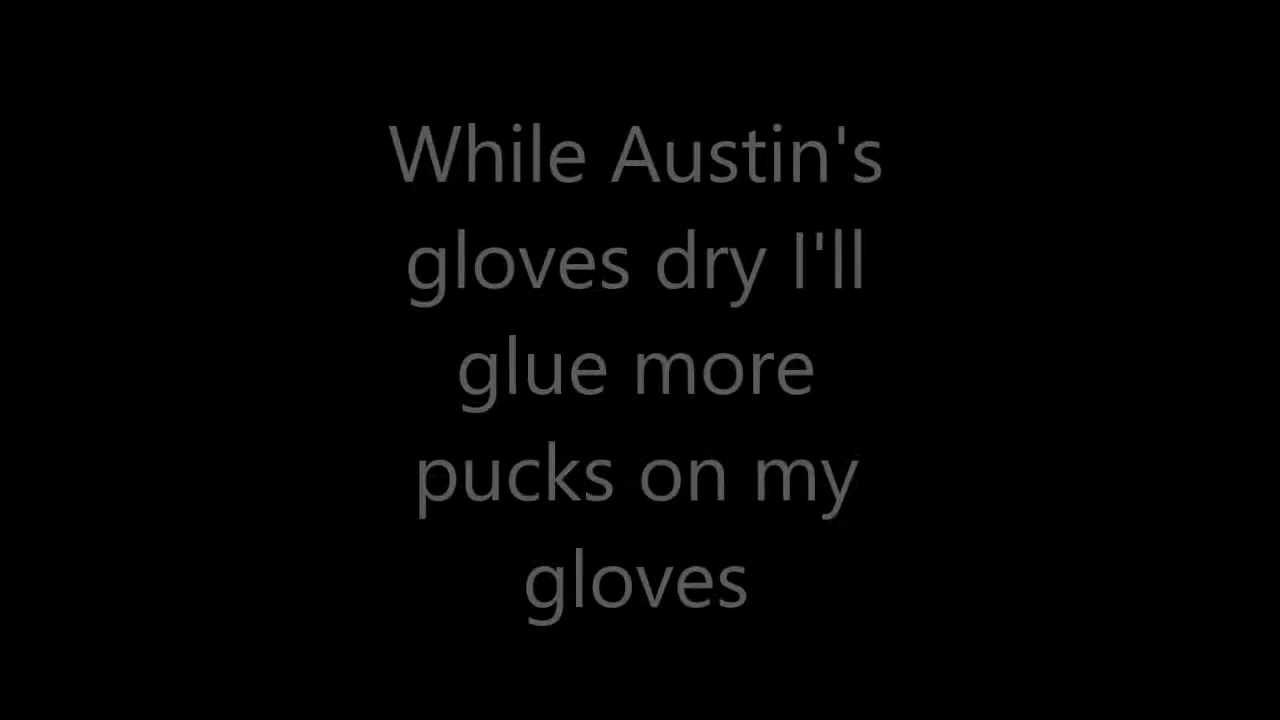 While Austin's
gloves dry I'll
glue more
pucks on my
gloves